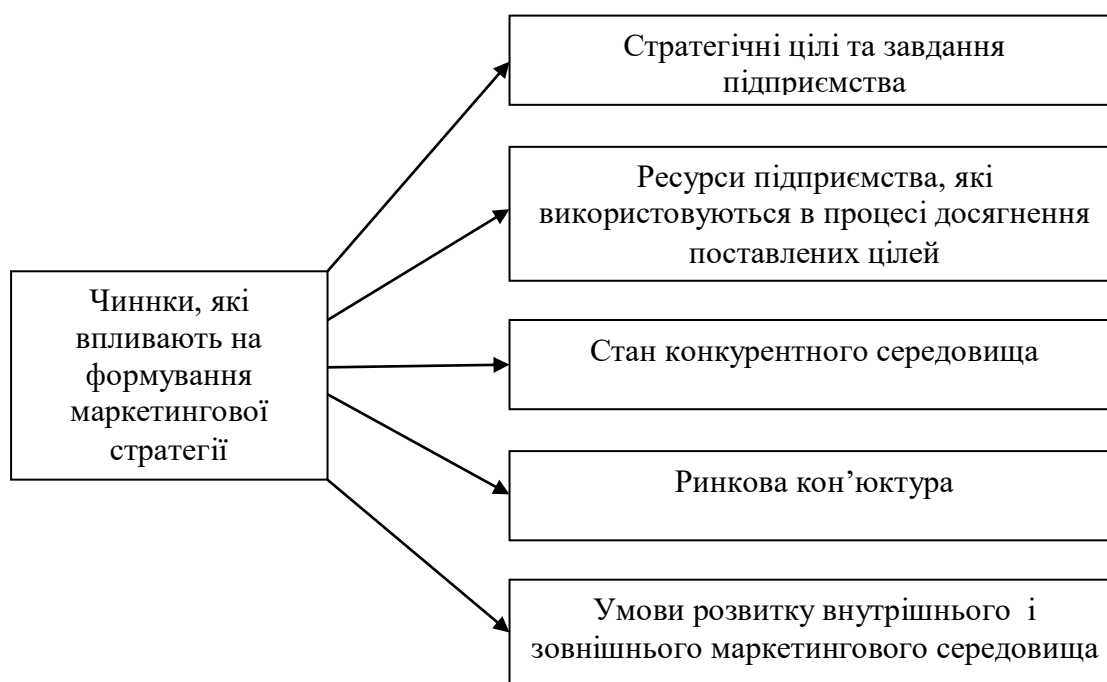 Стратегічні цілі та завдання
підприємства
Ресурси підприємства, які
використовуються в процесі досягнення
поставлених цілей
Чиннки, які
впливають на
формування
маркетингової
стратегії
Стан конкурентного середовища
Ринкова кон’юктура
Умови розвитку внутрішнього і
зовнішнього маркетингового середовища